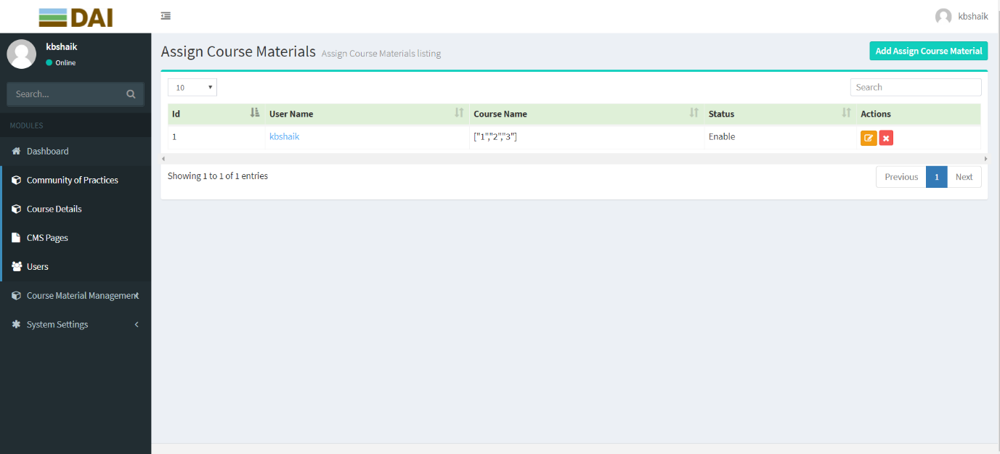 DAI
kbshaik
kbshaik
Online
Search...
MODULES
Dashboard
Community of Practices
Course Details
CMS Pages
Users
Course Material Management
System Settings
Assign Course Materials Assign Course Materials listing
Add Assign Course Material
10
Search
Id User Name Course Name Status Actions
1 kbshaik ["1","2","3"] Enable
Showing 1 to 1 of 1 entries
Previous 1 Next